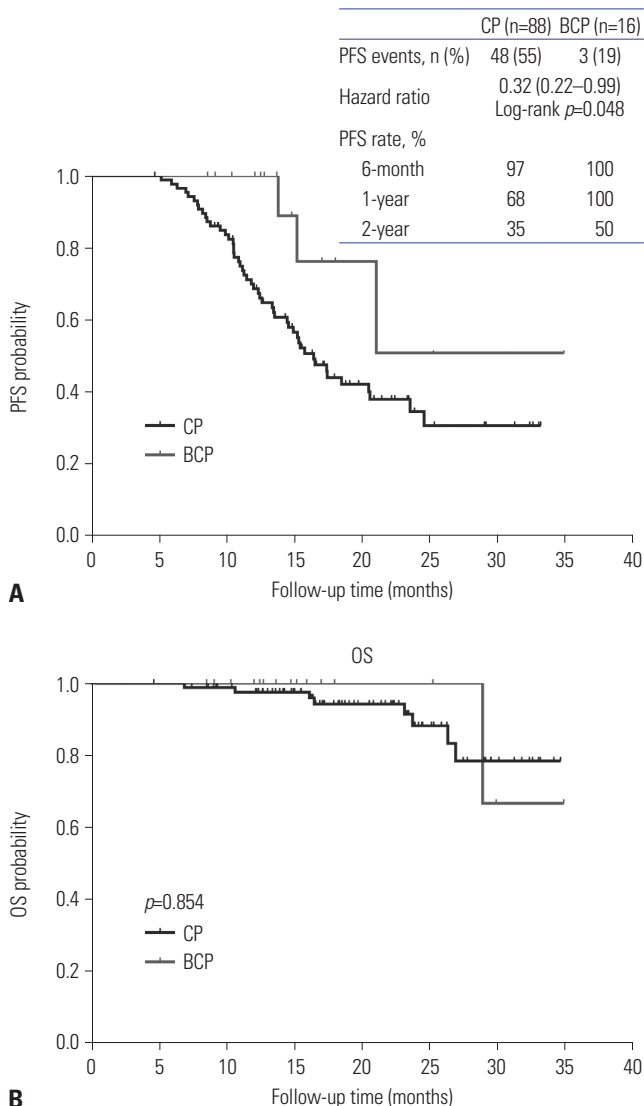 CP (n=88) BCP (n=16)
PFS events, n (%) 48 (55) 3 (19)
Hazard ratio 0.32 (0.22–0.99)
Log-rank p=0.048
PFS rate, %
6-month 97 100
1-year 68 100
2-year 35 50
1.0
0.8
0.6
0.4
0.2
0.0
PFS probability
CP
BCP
0 5 10 15 20 25 30 35 40
Follow-up time (months)
A
OS
1.0
0.8
0.6
0.4
0.2
0.0
OS probability
p=0.854
CP
BCP
0 5 10 15 20 25 30 35 40
Follow-up time (months)
B